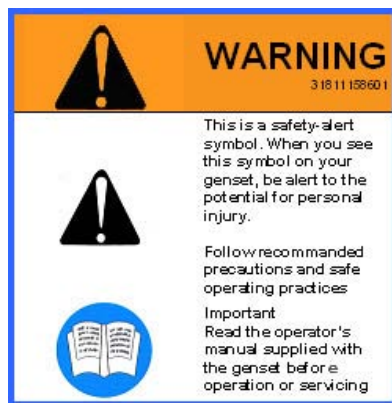 WARNING
31811158601
This is a safety-alert
symbol. When you see
this symbol on your
genset, be alert to the
potential for personal
injury.
Follow recommanded
precautions and safe
operating practices
Important
Read the operator's
manual supplied with
the genset before
operation or servicing